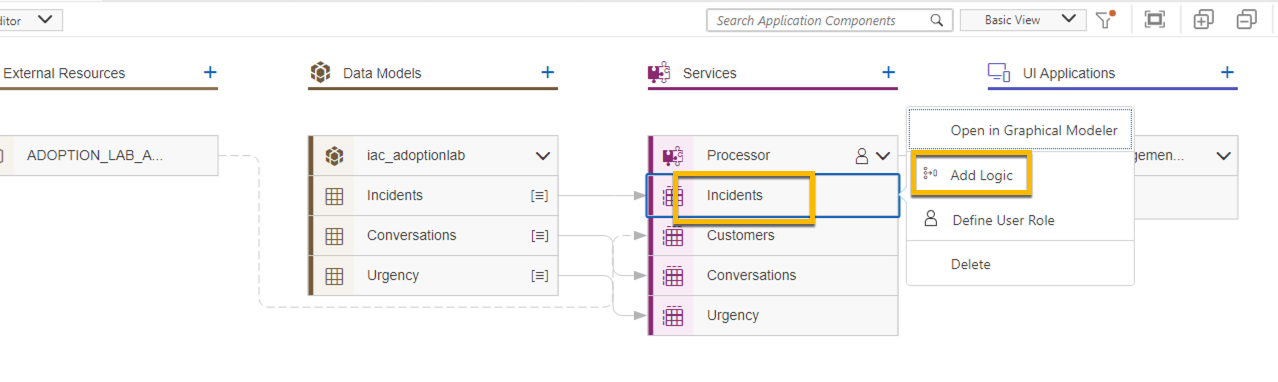 ditor
Search Application Components
Basic View
External Resources
Data Models
Services
UI Applications
Open in Graphical Modeler
ADOPTION_LAB_A...
iac_adoptionlab
Processor
gemen...
Incidents
Incidents
Add Logic
Conversations
Customers
Define User Role
Urgency
Conversations
Delete
Urgency